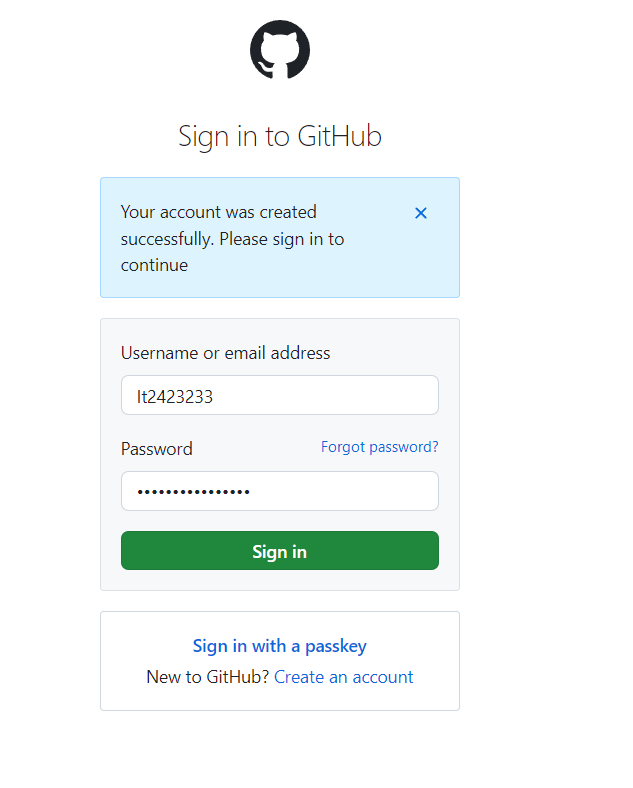 Sign in to GitHub
Your account was created
successfully. Please sign in to
continue
Username or email address
It2423233
Password
Forgot password?
••••••••••••••••
Sign in
Sign in with a passkey
New to GitHub? Create an account